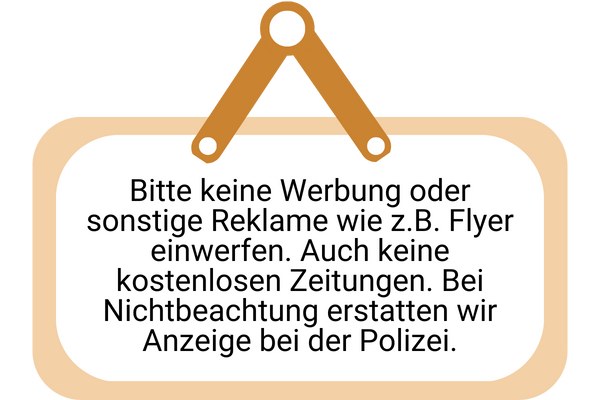 Bitte keine Werbung oder
sonstige Reklame wie z.B. Flyer
einwerfen. Auch keine
kostenlosen Zeitungen. Bei
Nichtbeachtung erstatten wir
Anzeige bei der Polizei.